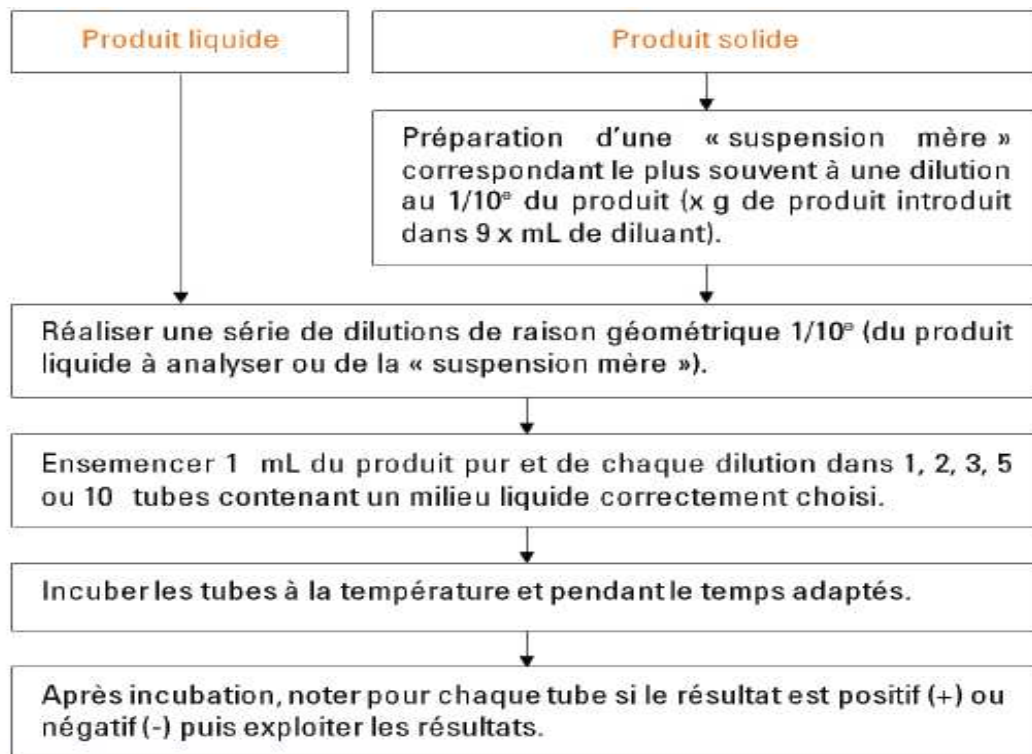 Produit liquide
Produit solide
Préparation d'une « suspension mère »
correspondant le plus souvent à une dilution
au 1/10e du produit (x g de produit introduit
dans 9 x mL de diluant).
Réaliser une série de dilutions de raison géométrique 1/10e (du produit
liquide à analyser ou de la « suspension mère »).
Ensemencer 1 mL du produit pur et de chaque dilution dans 1, 2, 3, 5
ou 10 tubes contenant un milieu liquide correctement choisi.
Incuber les tubes à la température et pendant le temps adaptés.
Après incubation, noter pour chaque tube si le résultat est positif (+) ou
négatif (-) puis exploiter les résultats.